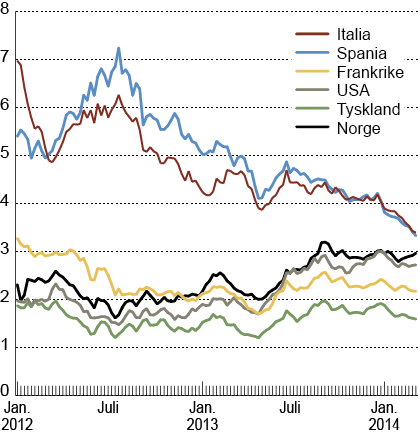 8
7
6
5
4
3
2
1
0
Italia
Spania
Frankrike
USA
Tyskland
Norge
Jan. Juli Jan. Juli Jan.
2012 2013 2014